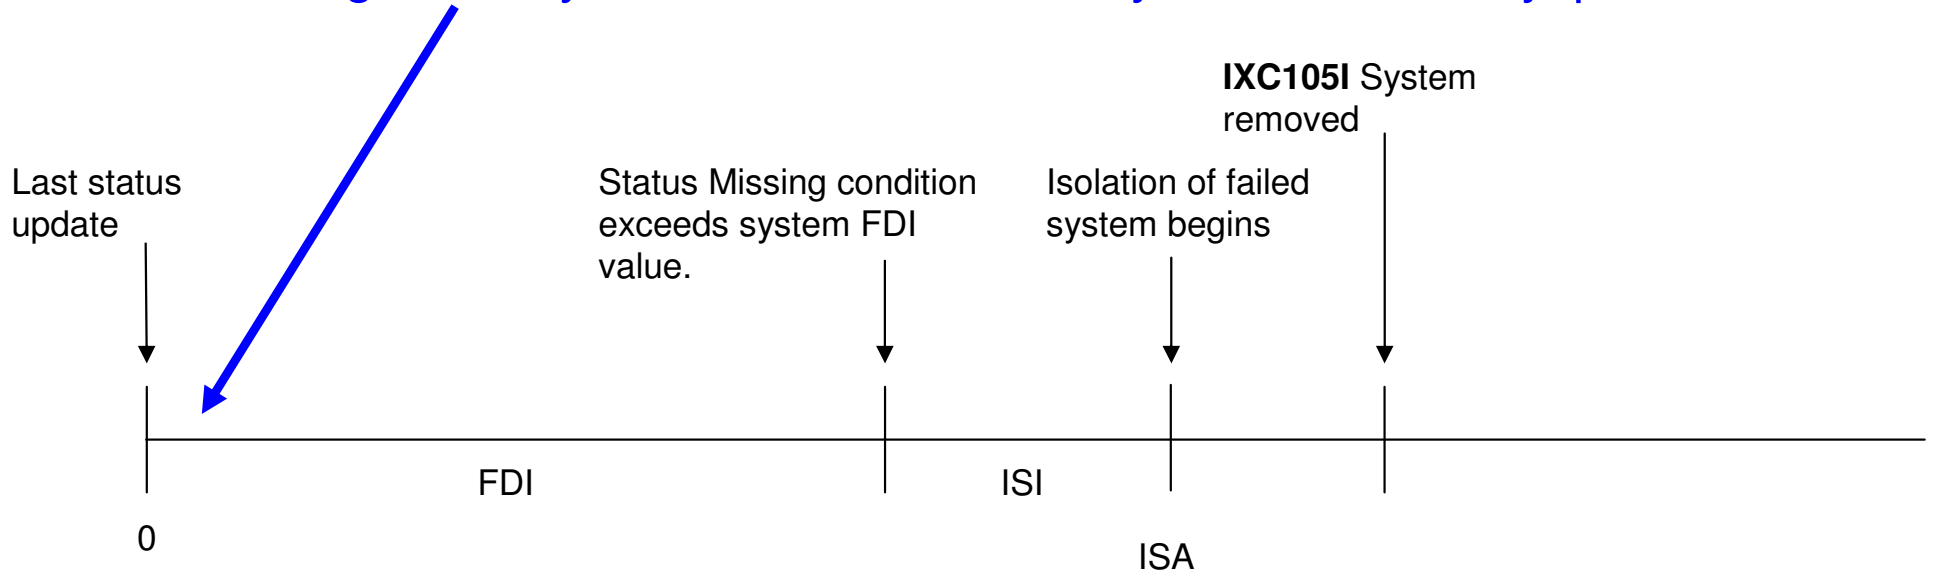 IXC105I System
removed
Last status
update
Status Missing condition
exceeds system FDI
value.
Isolation of failed
system begins
FDI
ISI
0
ISA